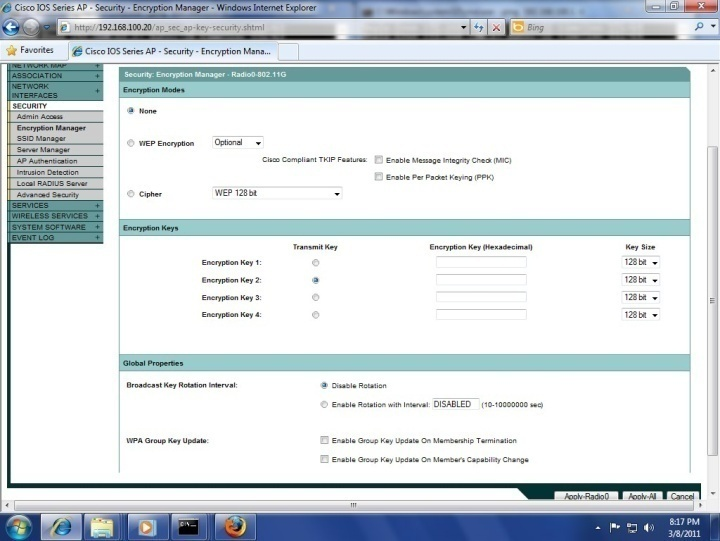 Cisco IOS Series AP - Security - Encryption Manager - Windows Internet Explorer
http://192.168.100.20/ap_sec_ap-key-security.shtml
Bing
Favorites
Cisco IOS Series AP - Security - Encryption Mana...
NETWORK MAP +
ASSOCIATION +
NETWORK INTERFACES +
SECURITY
Admin Access
Encryption Manager
SSID Manager
Server Manager
AP Authentication
Intrusion Detection
Local RADIUS Server
Advanced Security
SERVICES +
WIRELESS SERVICES +
SYSTEM SOFTWARE +
EVENT LOG +
Security: Encryption Manager - Radio0-802.11G
Encryption Modes
None
WEP Encryption Optional
Cisco Compliant TKIP Features: Enable Message Integrity Check (MIC)
Enable Per Packet Keying (PPK)
Cipher WEP 128 bit
Encryption Keys
Transmit Key Encryption Key (Hexadecimal) Key Size
Encryption Key 1: 128 bit
Encryption Key 2: 128 bit
Encryption Key 3: 128 bit
Encryption Key 4: 128 bit
Global Properties
Broadcast Key Rotation Interval: Disable Rotation
Enable Rotation with Interval: DISABLED (10-10000000 sec)
WPA Group Key Update: Enable Group Key Update On Membership Termination
Enable Group Key Update On Member's Capability Change
Apply-Radio0 Apply-All Cancel
8:17 PM
3/8/2011